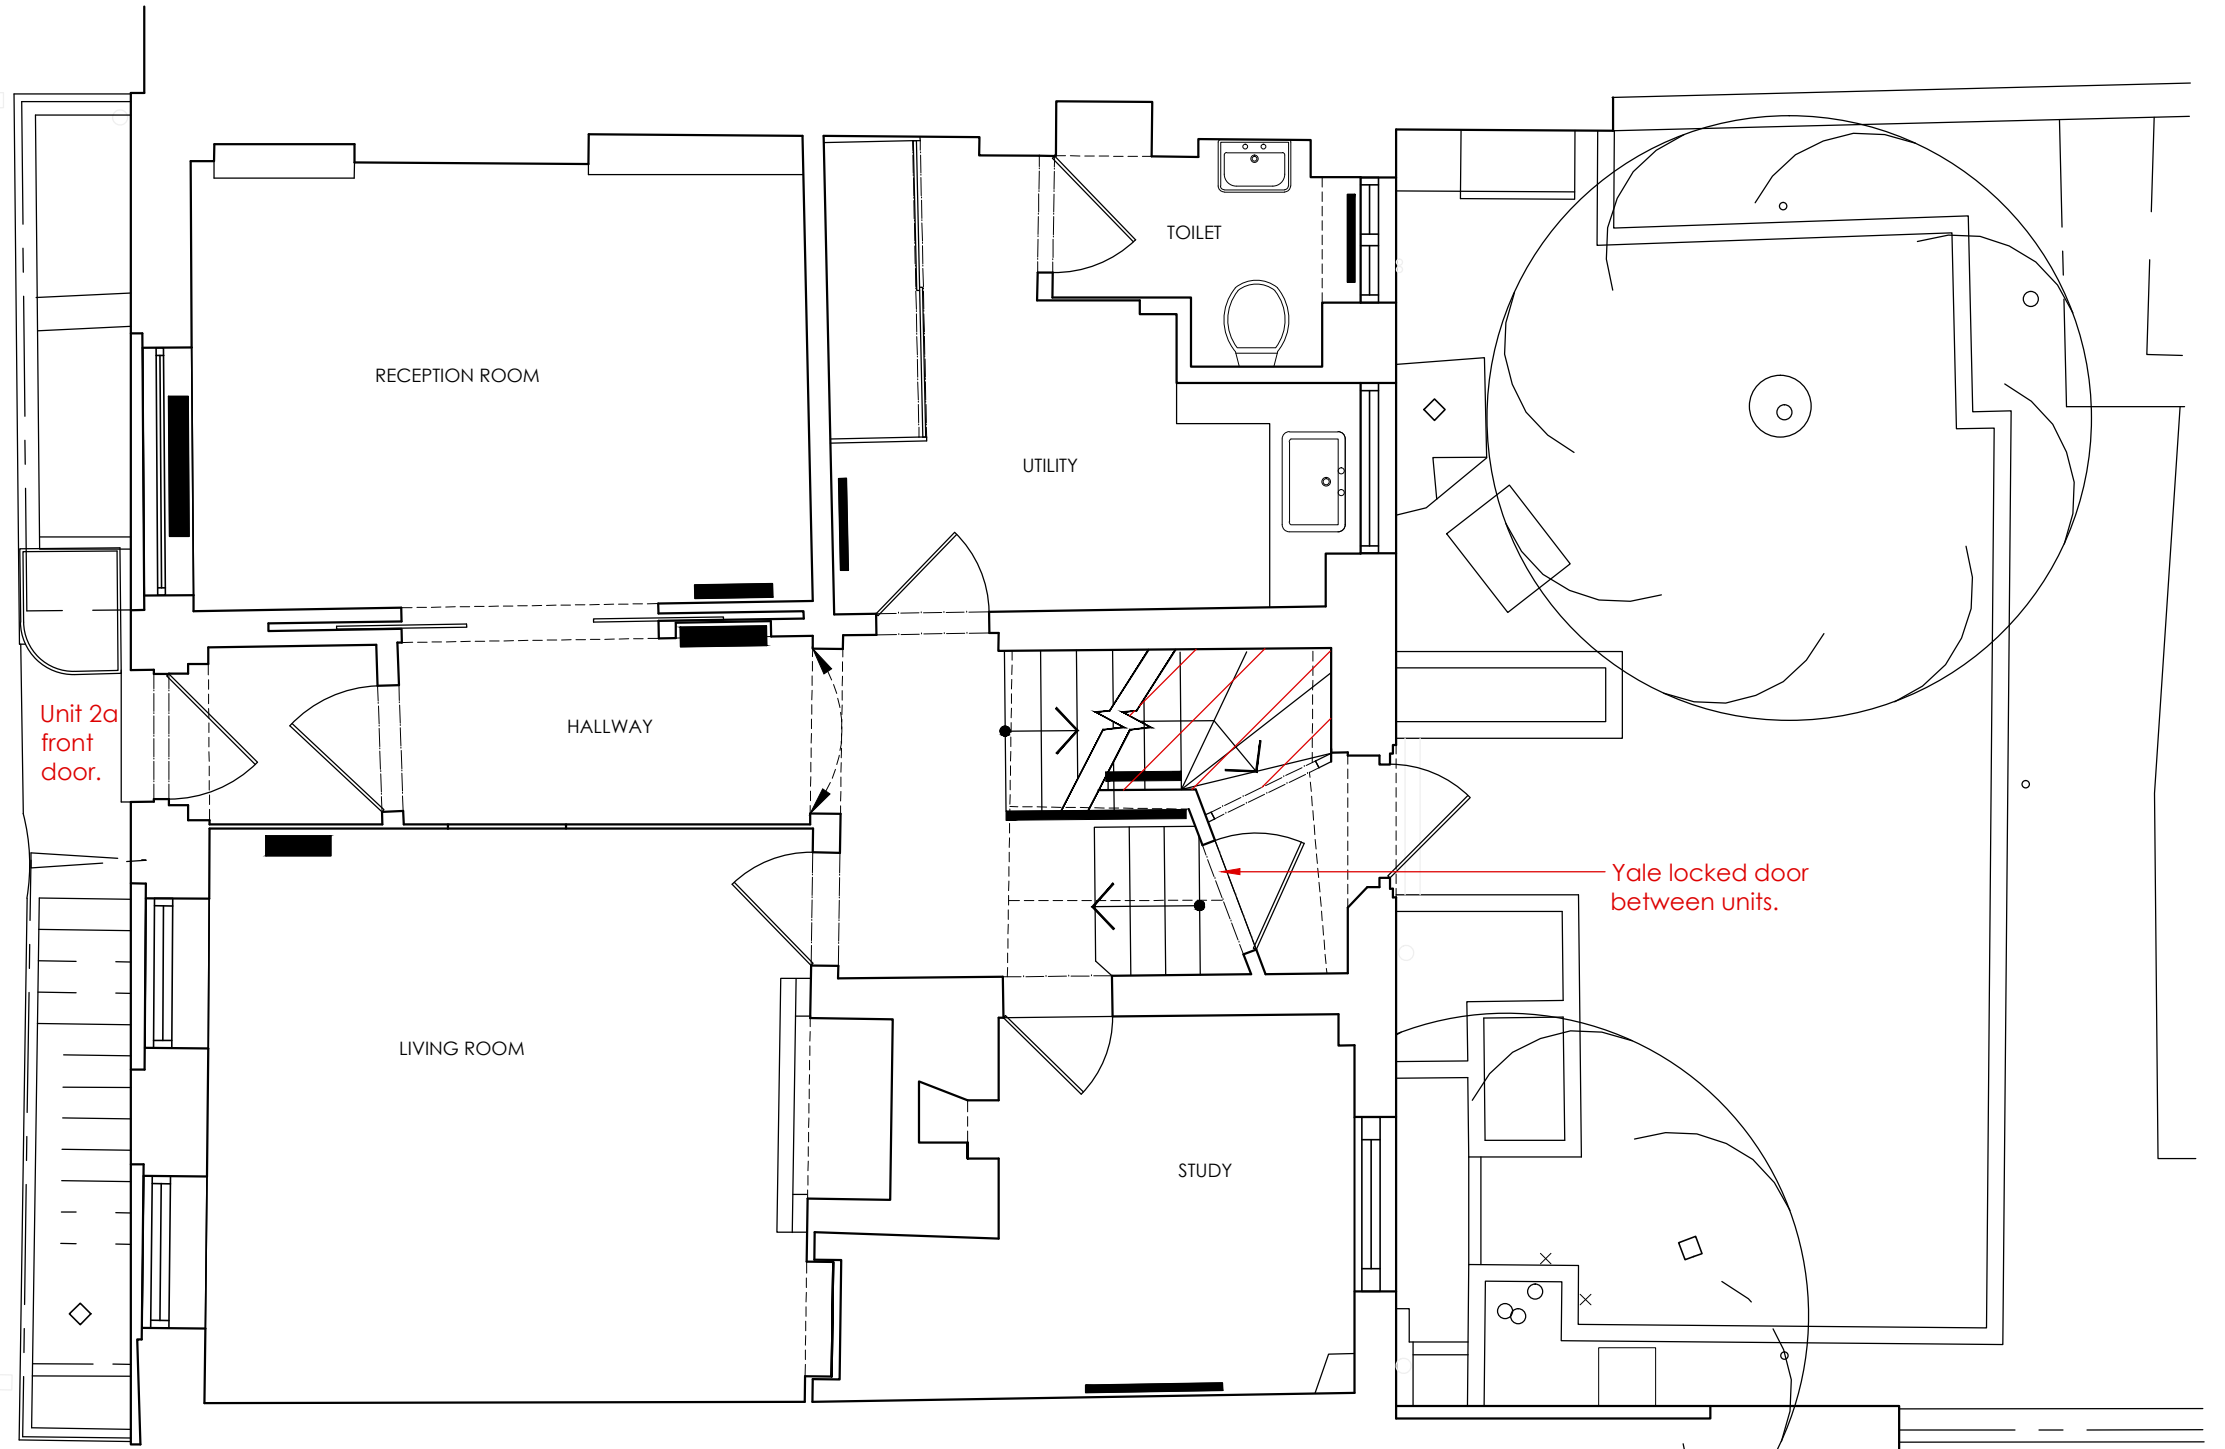 TOILET
RECEPTION ROOM
UTILITY
Unit 2a
front
door.
HALLWAY
Yale locked door
between units.
LIVING ROOM
STUDY